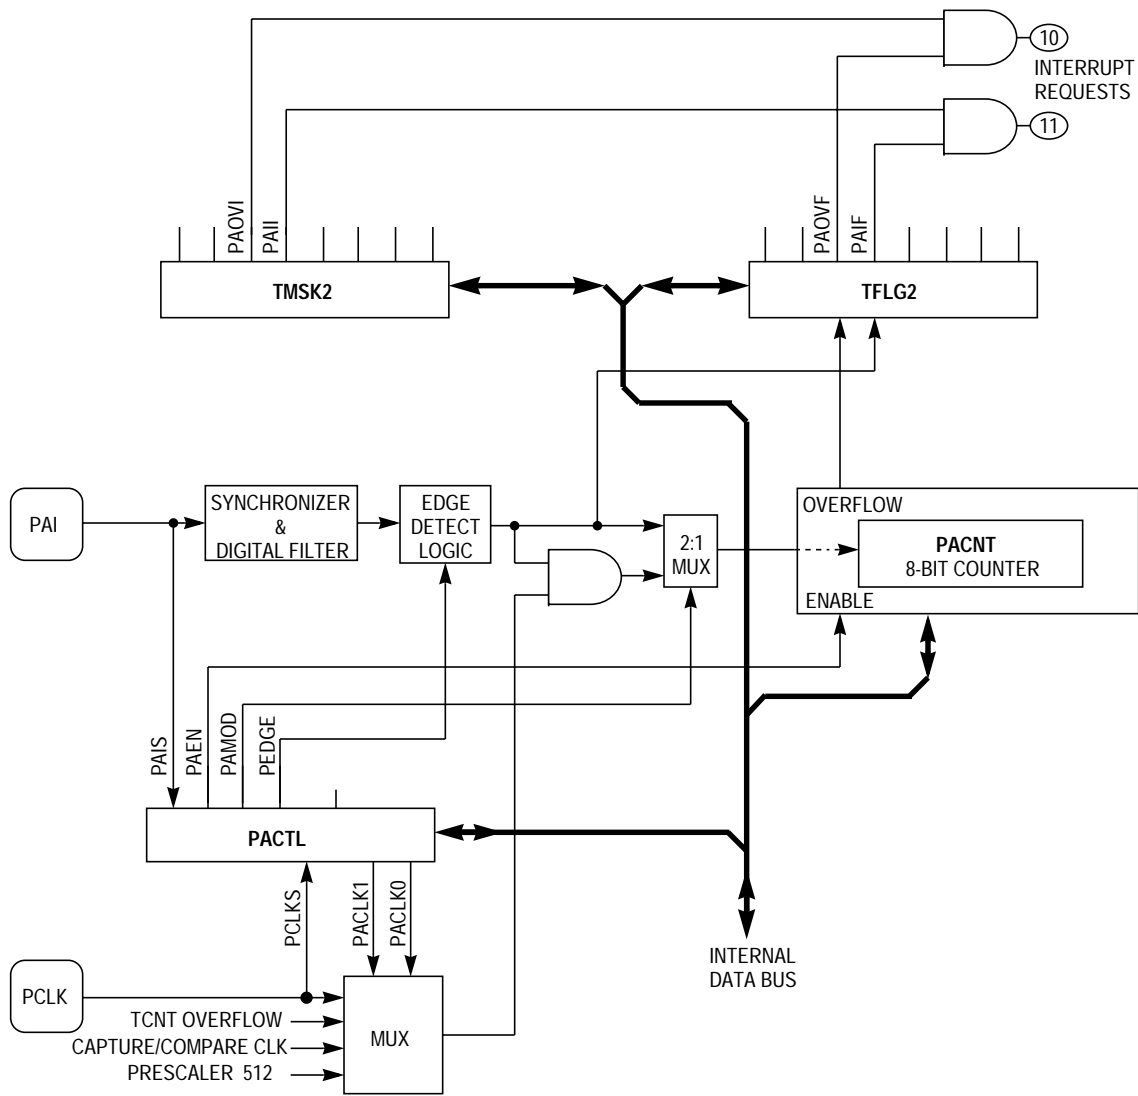 10
INTERRUPT
REQUESTS
11
PAOVI
PAII
PAOVF
PAIF
TMSK2
TFLG2
PAI
SYNCHRONIZER
&
DIGITAL FILTER
EDGE
DETECT
LOGIC
2:1
MUX
OVERFLOW
PACNT
8-BIT COUNTER
ENABLE
PAIS
PAEN
PAMOD
PEDGE
PACTL
PCLKS
PACLK1
PACLK0
INTERNAL
DATA BUS
PCLK
TCNT OVERFLOW
CAPTURE/COMPARE CLK
PRESCALER 512
MUX